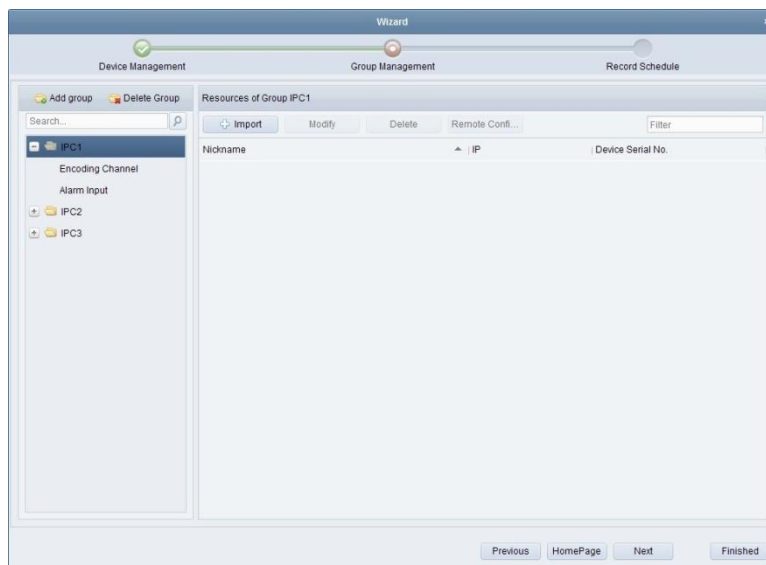 Wizard
Device Management
Group Management
Record Schedule
Add group
Delete Group
Resources of Group IPC1
Search...
Import
Modify
Delete
Remote Confi...
Filter
IPC1
Nickname
IP
Device Serial No.
Encoding Channel
Alarm Input
IPC2
IPC3
Previous
HomePage
Next
Finished